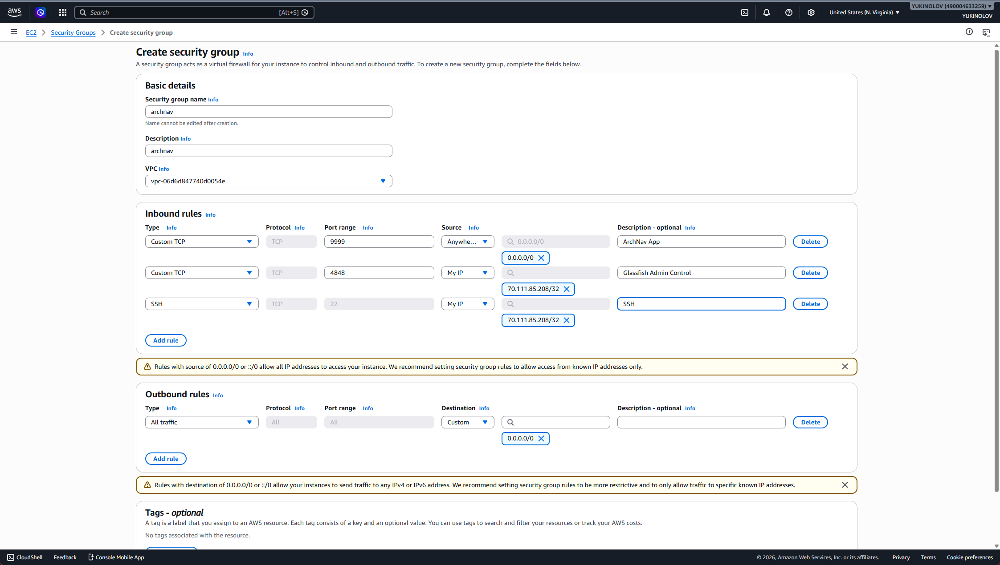 aws
Search [Alt+S]
United States (N. Virginia)
YUKINOLOV (490004633259)
YUKINOLOV
EC2 Security Groups Create security group
Create security group Info
A security group acts as a virtual firewall for your instance to control inbound and outbound traffic. To create a new security group, complete the fields below.
Basic details
Security group name Info
archnav
Name cannot be edited after creation.
Description Info
archnav
VPC Info
vpc-06d6d847740d0054e
Inbound rules Info
Type Info Protocol Info Port range Info Source Info Description - optional Info
Custom TCP TCP 9999 Anywhe... 0.0.0.0/0 ArchNav App Delete
0.0.0.0/0
Custom TCP TCP 4848 My IP Glassfish Admin Control Delete
70.111.85.208/32
SSH TCP 22 My IP SSH Delete
70.111.85.208/32
Add rule
Rules with source of 0.0.0.0/0 or ::/0 allow all IP addresses to access your instance. We recommend setting security group rules to allow access from known IP addresses only.
Outbound rules Info
Type Info Protocol Info Port range Info Destination Info Description - optional Info
All traffic All All Custom Delete
0.0.0.0/0
Add rule
Rules with destination of 0.0.0.0/0 or ::/0 allow your instances to send traffic to any IPv4 or IPv6 address. We recommend setting security group rules to be more restrictive and to only allow traffic to specific known IP addresses.
Tags - optional
A tag is a label that you assign to an AWS resource. Each tag consists of a key and an optional value. You can use tags to search and filter your resources or track your AWS costs.
No tags associated with the resource.
CloudShell Feedback Console Mobile App © 2026, Amazon Web Services, Inc. or its affiliates. Privacy Terms Cookie preferences